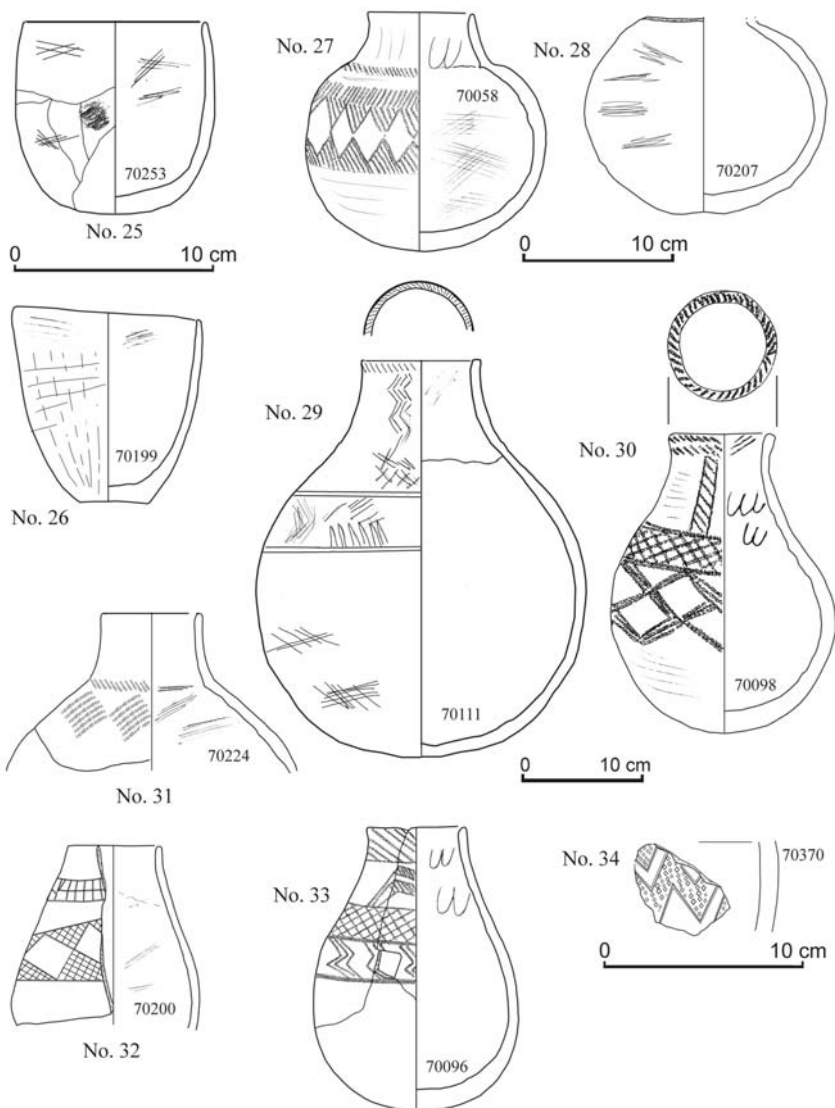 No. 27
No. 28
70058
70253
70207
No. 25
0 10 cm
0 10 cm
No. 29
No. 30
70199
No. 26
70098
70111
70224
0 10 cm
No. 31
No. 34
70370
No. 33
0 10 cm
70200
No. 32
70096